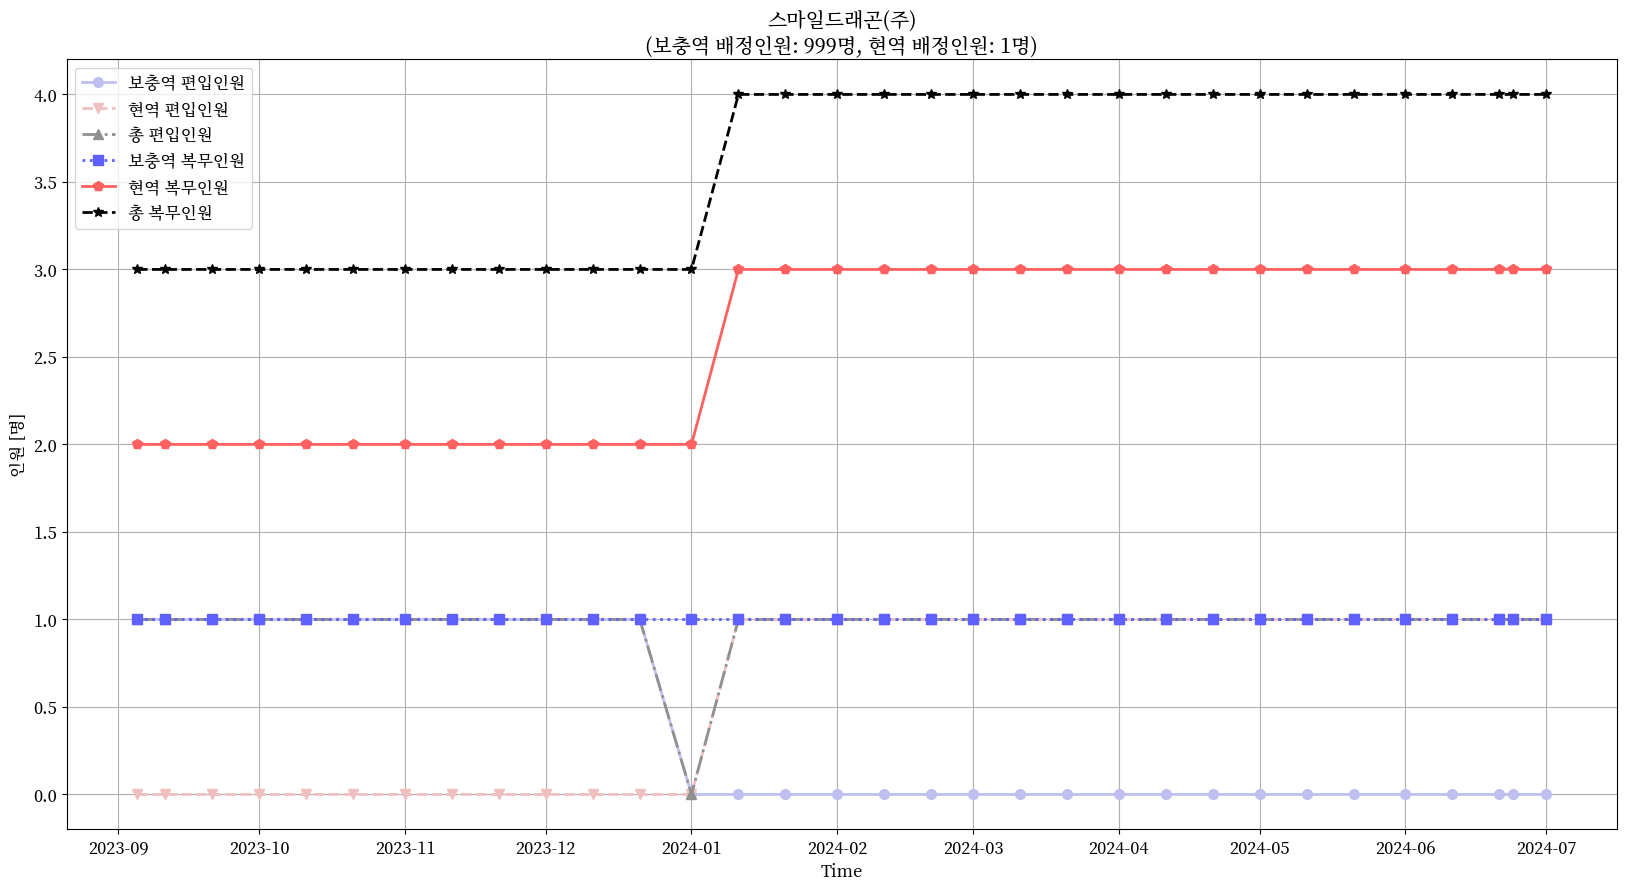 스마일드래곤(주)
(보충역 배정인원: 999명, 현역 배정인원: 1명)
보충역 편입인원
현역 편입인원
총 편입인원
보충역 복무인원
현역 복무인원
총 복무인원
인원 [명]
4.0
3.5
3.0
2.5
2.0
1.5
1.0
0.5
0.0
2023-09
2023-10
2023-11
2023-12
2024-01
2024-02
2024-03
2024-04
2024-05
2024-06
2024-07
Time